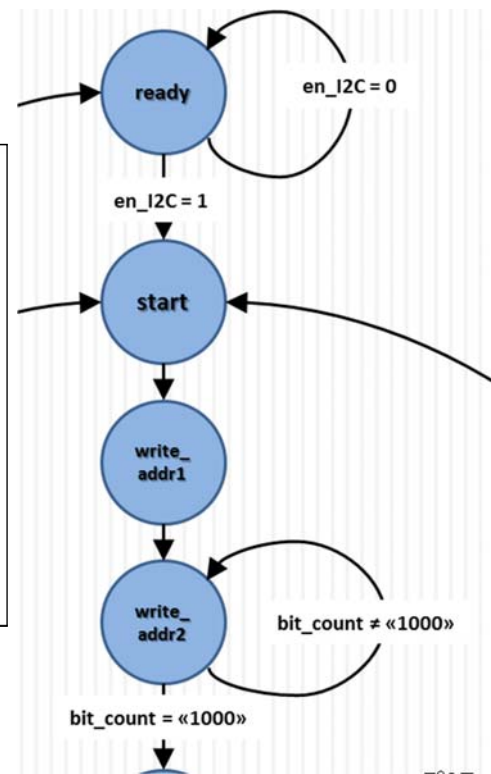 ready
en_I2C = 0
en_I2C = 1
start
write_
addr1
write_
addr2
bit_count ≠ «1000»
bit_count = «1000»